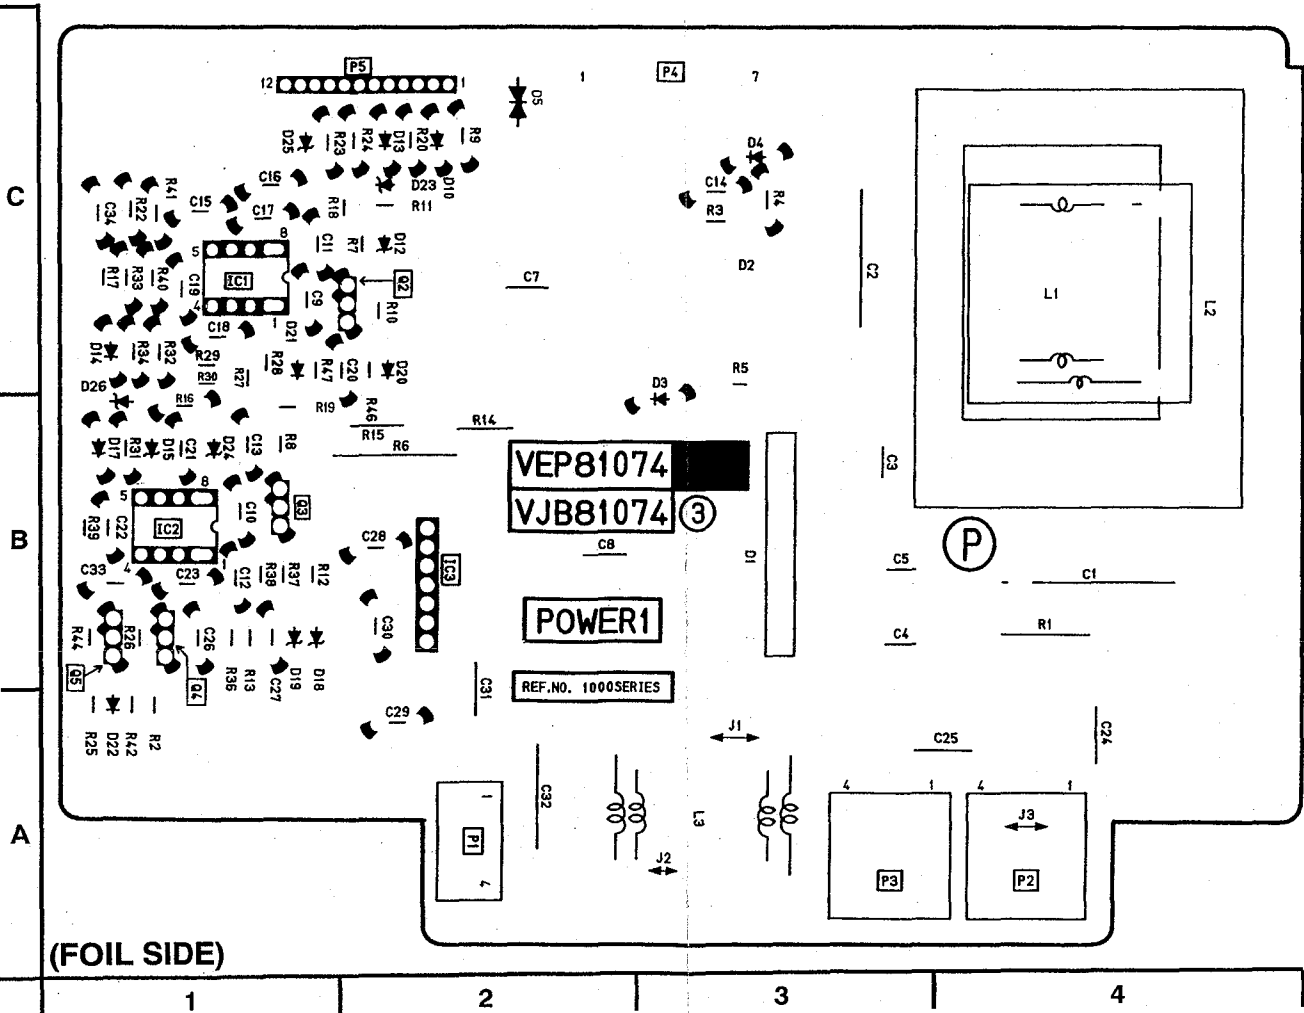 P5
12 1
D5
1 P4 7
D25 R23 R24 D13 R20 R9
D4
C
C34 R22 R41 C15 C16 C17 R18 D23 D10
R11
C14 R4
R3
5 8
C11 R7 D12
R17 R33 R40 C19 IC1
Q2
C7
D2
C2
L1
L2
4 1
C9 R10
C18 D21
D14 R34 R32 R29 R28 R47 C20 D20
R30 R27
D26
R16 R19 R46
D3 R5
R15 R14
D17 R31 D15 C21 D24 C13 R8 R6
VEP81074
C3
VJB81074 3
5 8
Q3
R39 C22 IC2 C10
B
C28 IC3 C8
D1
P
4 1
C33 C23 C12 R38 R37 R12
C5 C1
R44 R26 C26 C30
POWER1
C4 R1
Q5 Q4 R36 R13 C27 D19 D18
REF.NO. 1000SERIES
C31
C29
R25 D22 R42 R2
J1
C25 C24
4 1 4 1
C32
1
P1
4
L3
J3
A
J2
P3 P2
(FOIL SIDE)
1 2 3 4